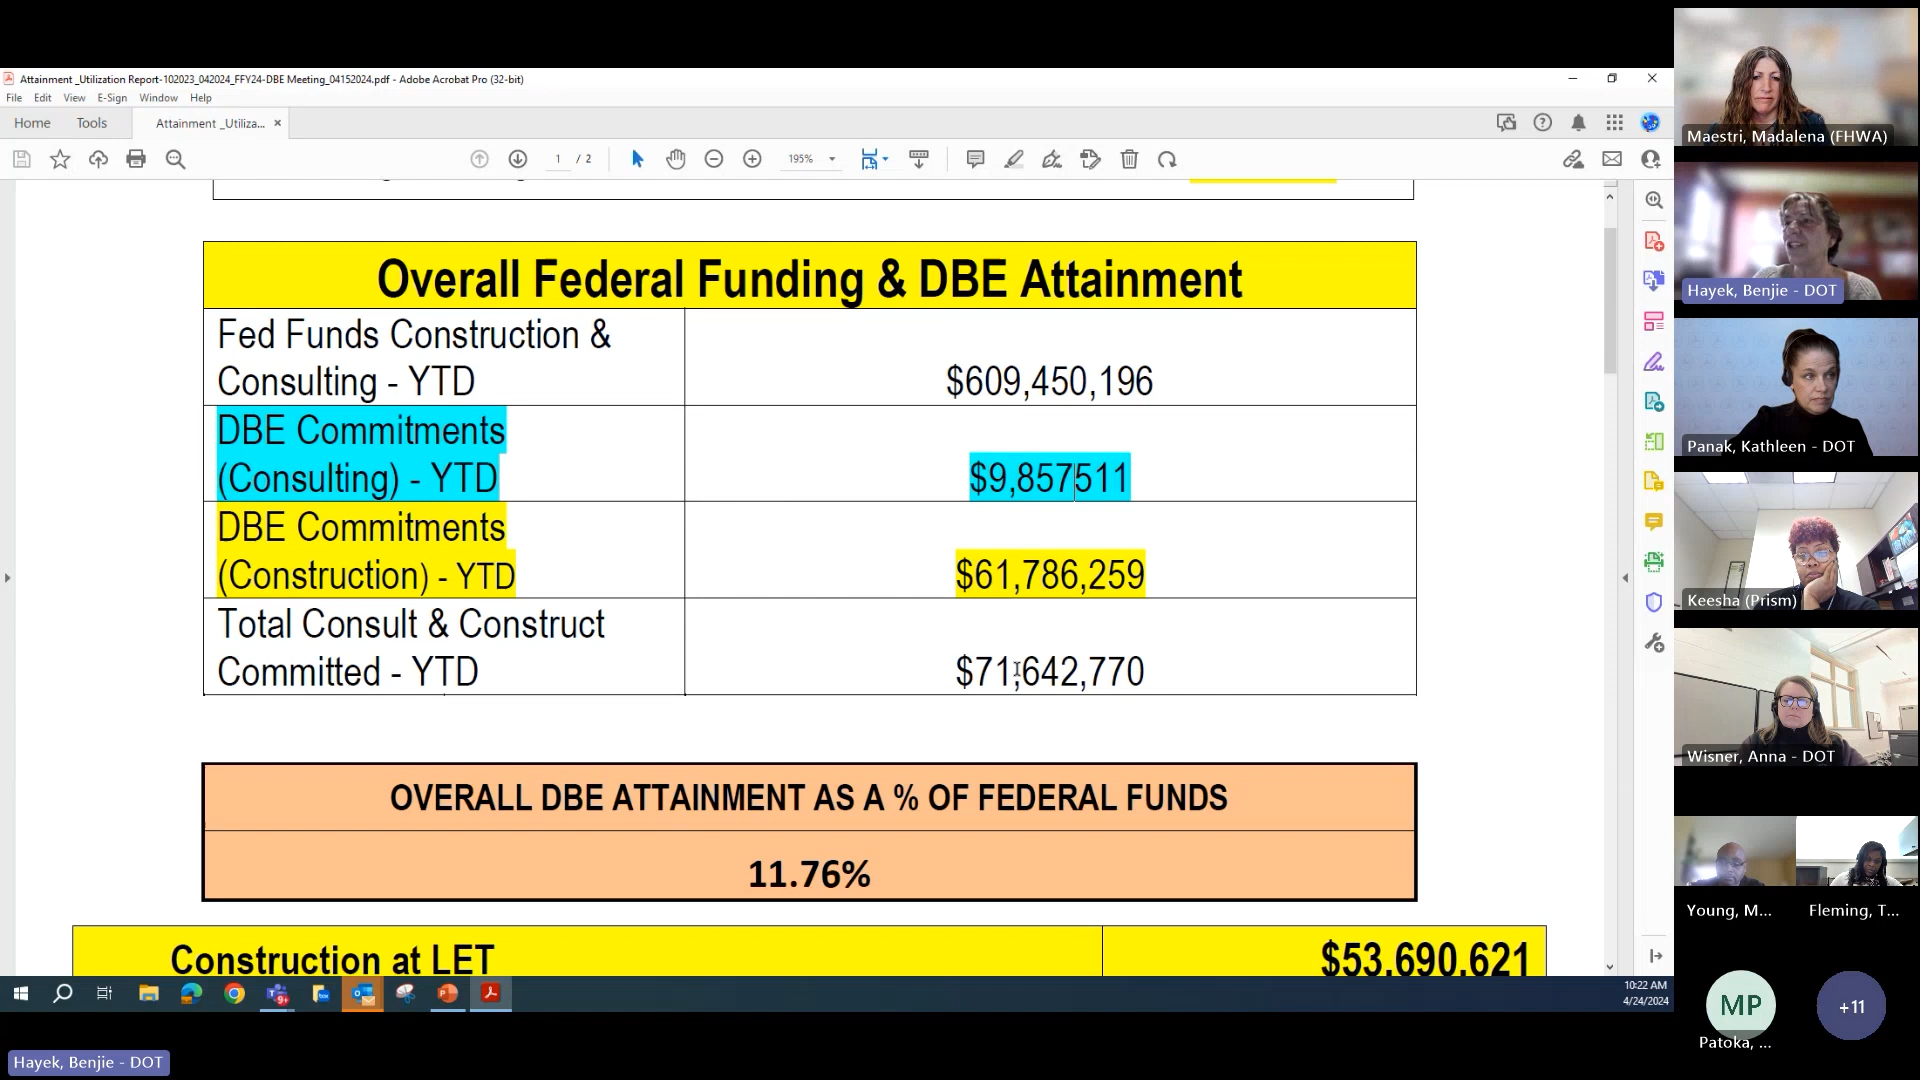 Attainment _Utilization Report-102023_042024_FFY24-DBE Meeting_04152024.pdf - Adobe Acrobat Pro (32-bit)
File Edit View E-Sign Window Help
Home Tools Attainment _Utiliza...
1 / 2 195%
Overall Federal Funding & DBE Attainment
Fed Funds Construction &
Consulting - YTD $609,450,196
DBE Commitments
(Consulting) - YTD $9,857511
DBE Commitments
(Construction) - YTD $61,786,259
Total Consult & Construct
Committed - YTD $71,642,770
OVERALL DBE ATTAINMENT AS A % OF FEDERAL FUNDS
11.76%
Construction at LET $53,690,621
10:22 AM
4/24/2024
Hayek, Benjie - DOT
Maestri, Madalena (FHWA)
Hayek, Benjie - DOT
Panak, Kathleen - DOT
Keesha (Prism)
Wisner, Anna - DOT
Young, M... Fleming, T...
MP +11
Patoka, ...